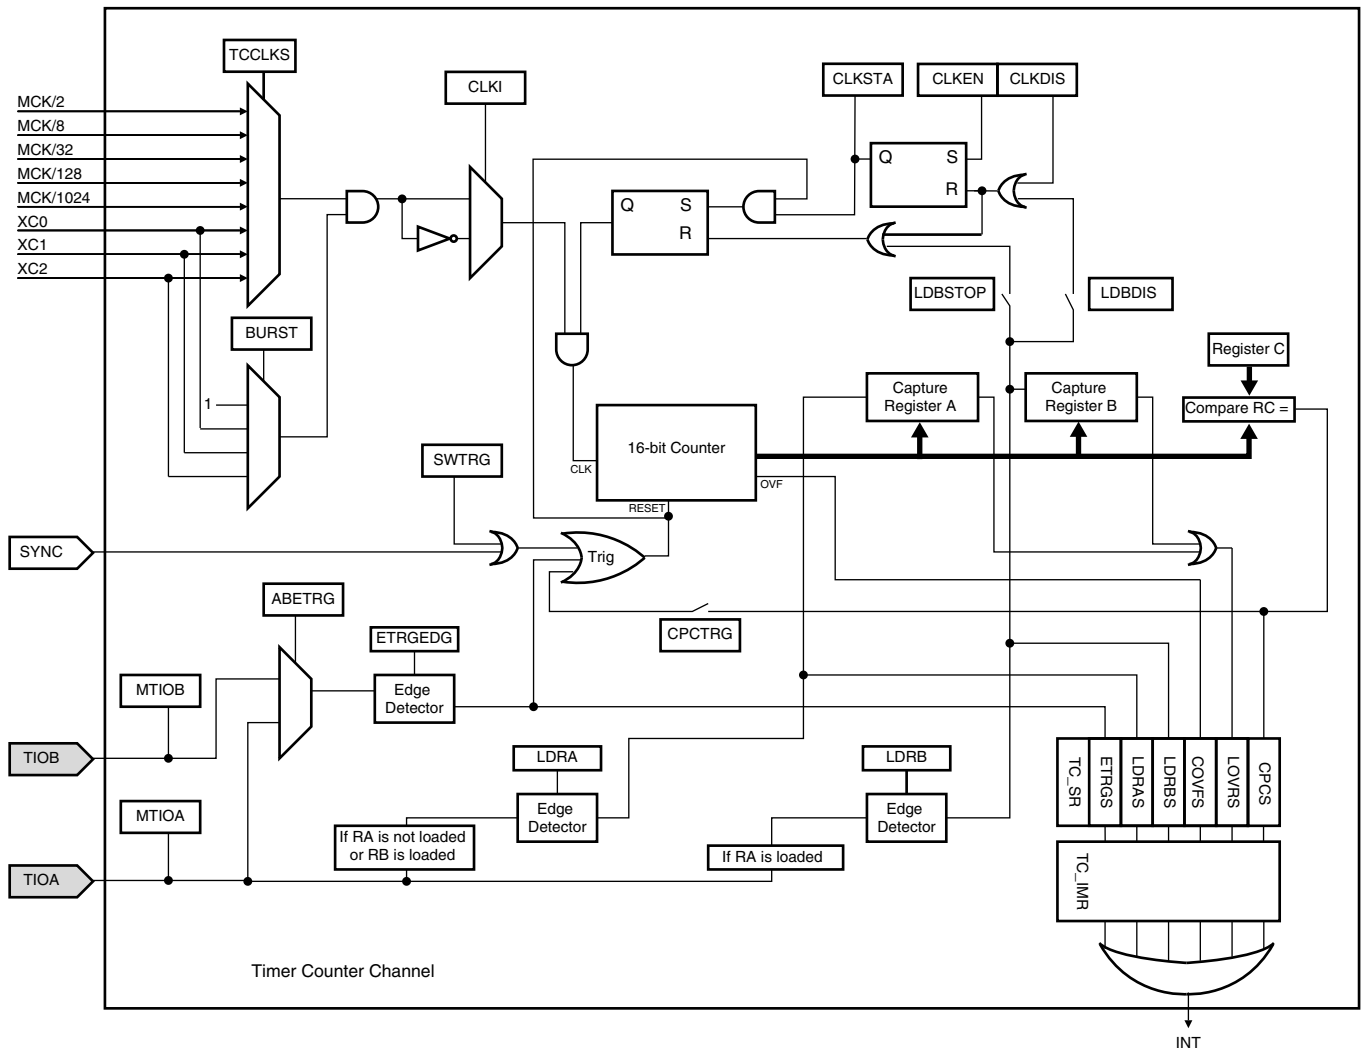 TCCLKS
MCK/2
MCK/8
MCK/32
MCK/128
MCK/1024
XC0
XC1
XC2
CLKI
CLKSTA
CLKEN
CLKDIS
Q
S
R
Q
S
R
BURST
1
LDBSTOP
LDBDIS
Register C
Capture
Register A
Capture
Register B
Compare RC =
16-bit Counter
CLK
OVF
RESET
SWTRG
SYNC
Trig
ABETRG
ETRGEDG
CPCTRG
MTIOB
Edge
Detector
TIOB
LDRA
LDRB
MTIOA
Edge
Detector
Edge
Detector
If RA is not loaded
or RB is loaded
If RA is loaded
TIOA
TC_SR
ETRGS
LDRAS
LDRBS
COVFS
LOVRS
CPCS
TC_IMR
Timer Counter Channel
INT